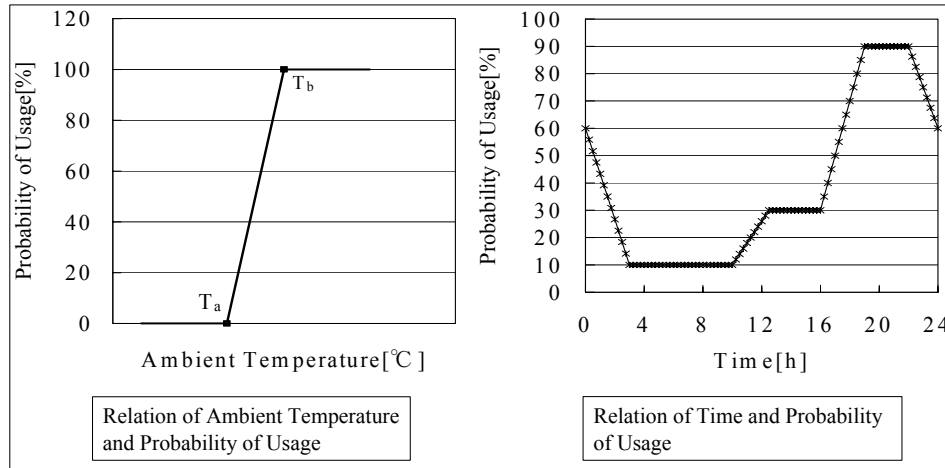 120
100
80
60
40
20
0
Probability of Usage[%]
T_b
T_a
Ambient Temperature[℃]
Relation of Ambient Temperature
and Probability of Usage
100
90
80
70
60
50
40
30
20
10
0
Probability of Usage[%]
0 4 8 12 16 20 24
Time[h]
Relation of Time and Probability
of Usage